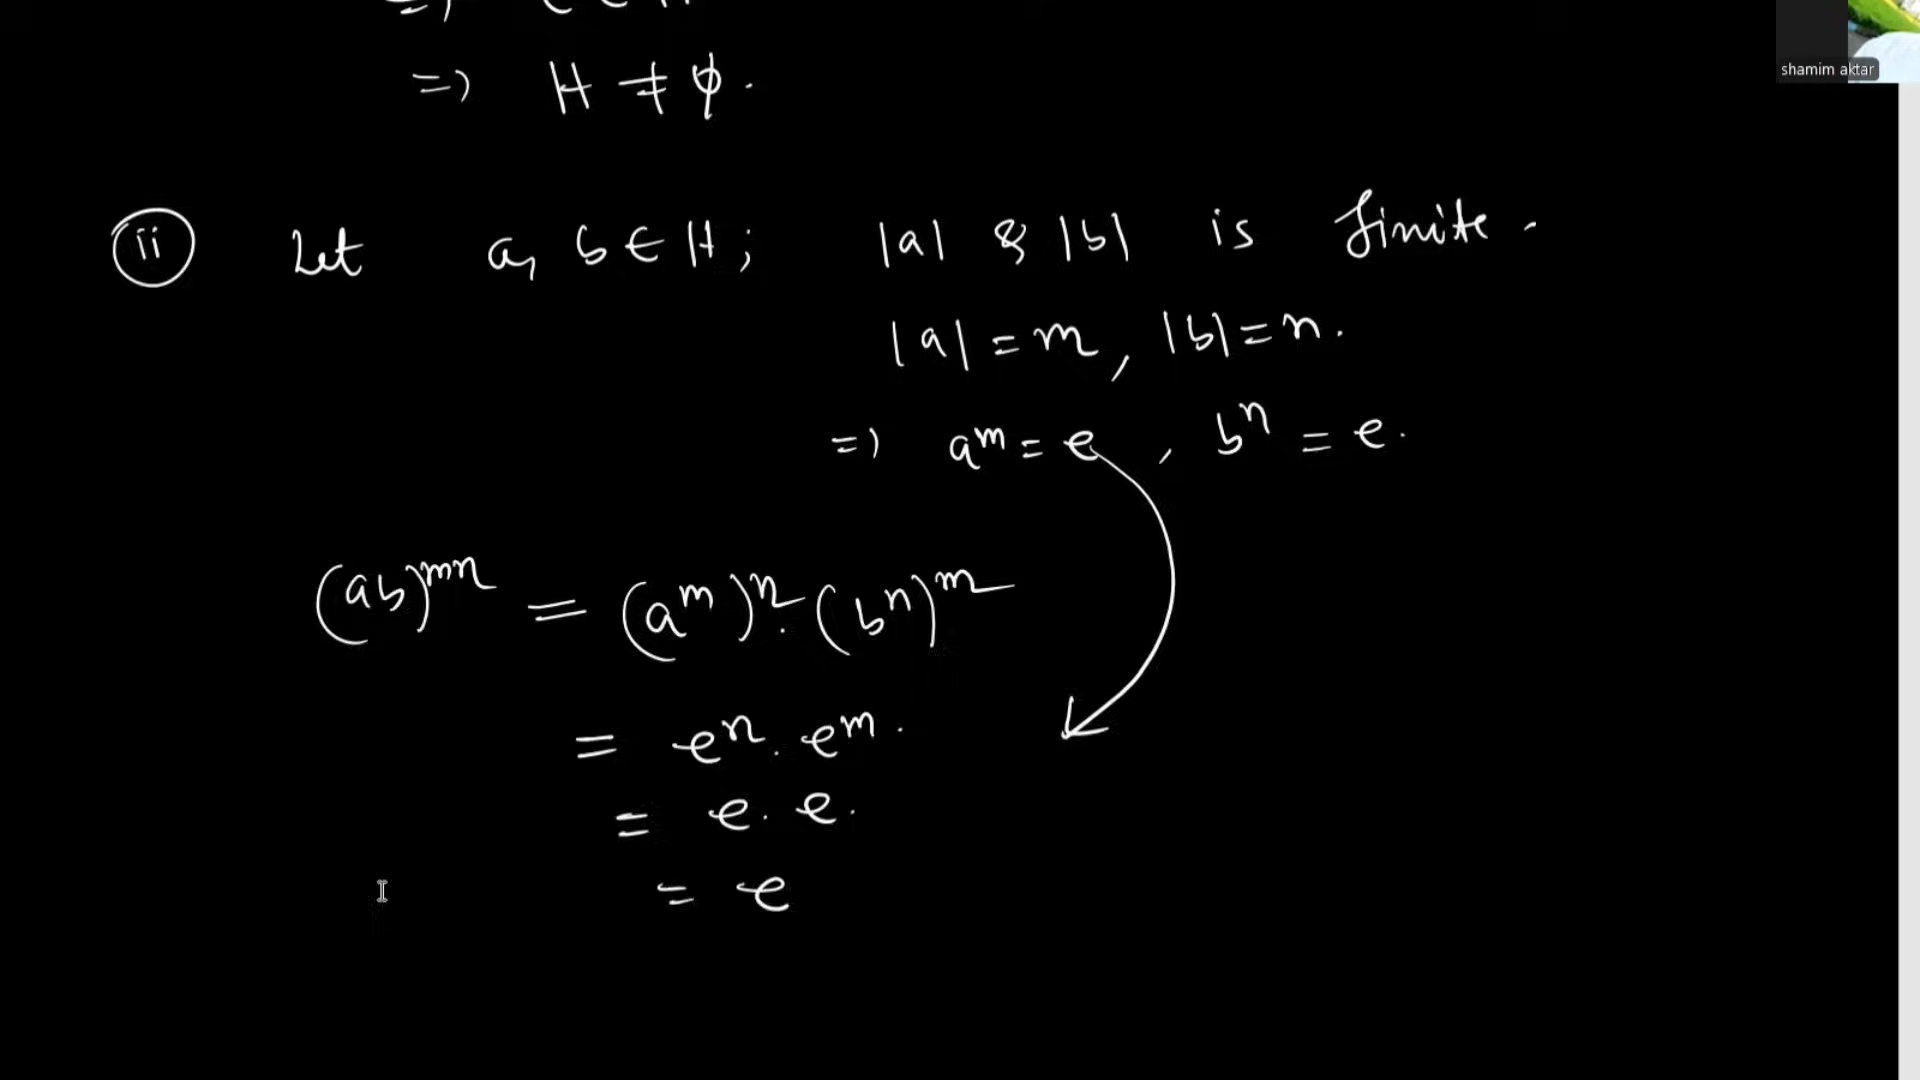 => H ≠ φ.
shamim aktar
(ii) Let a, b ∈ H; |a| & |b| is finite.
|a| = m, |b| = n.
=> a^m = e, b^n = e.
(ab)^mn = (a^m)^n . (b^n)^m
= e^n . e^m.
= e. e.
= e